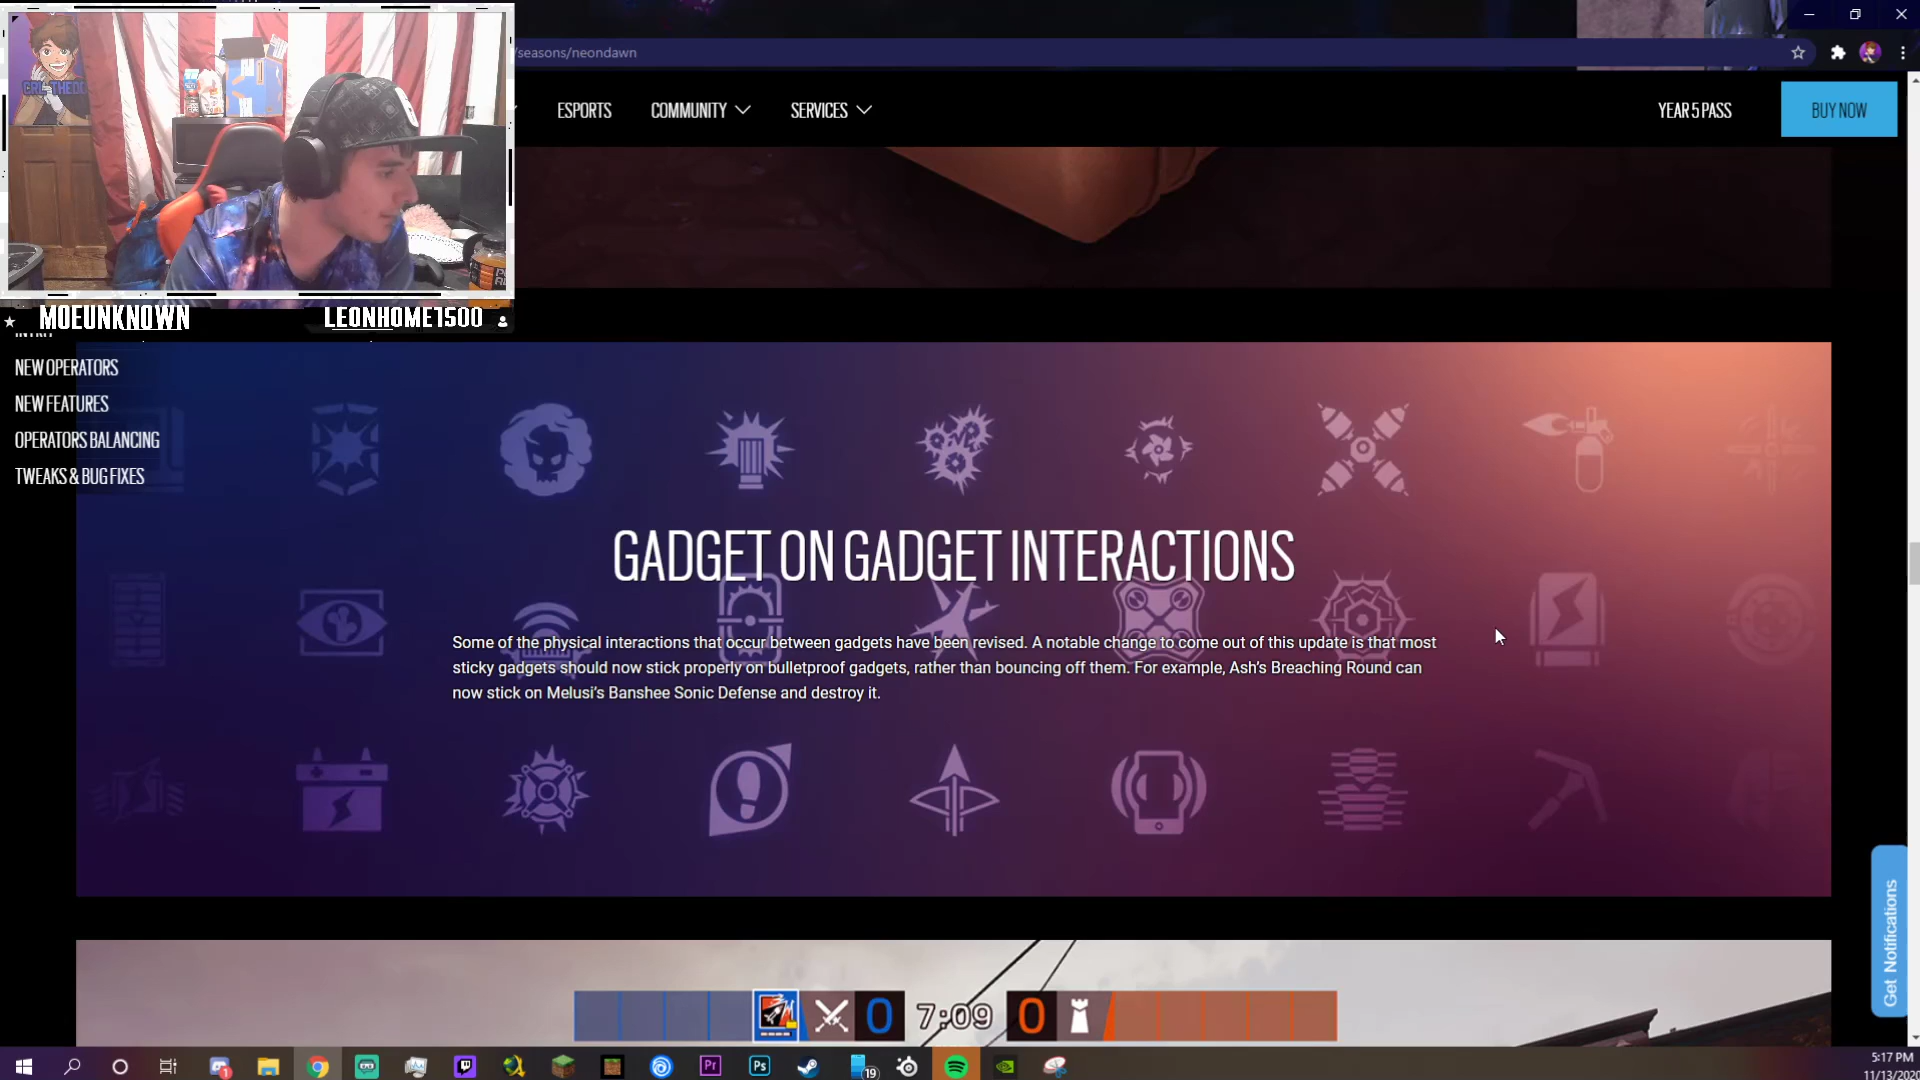 /seasons/neondawn
ESPORTS
COMMUNITY
SERVICES
YEAR 5 PASS
BUY NOW
MOEUNKNOWN
LEONHOME1500
NEW OPERATORS
NEW FEATURES
OPERATORS BALANCING
TWEAKS & BUG FIXES
GADGET ON GADGET INTERACTIONS
Some of the physical interactions that occur between gadgets have been revised. A notable change to come out of this update is that most
sticky gadgets should now stick properly on bulletproof gadgets, rather than bouncing off them. For example, Ash's Breaching Round can
now stick on Melusi's Banshee Sonic Defense and destroy it.
Get Notifications
0
7:09
0
1
Pr
Ps
19
5:17 PM
11/13/2020